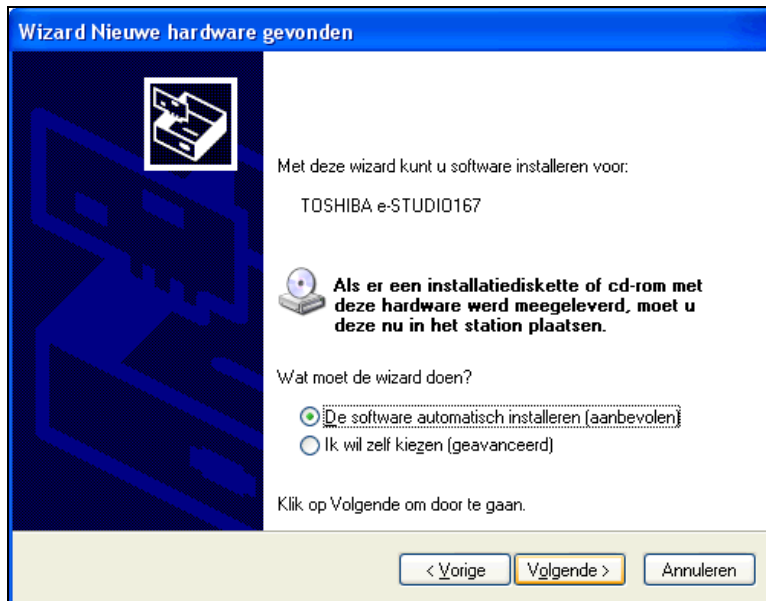 Wizard Nieuwe hardware gevonden
Met deze wizard kunt u software installeren voor:
TOSHIBA e-STUDIO167
Als er een installatiediskette of cd-rom met
deze hardware werd meegeleverd, moet u
deze nu in het station plaatsen.
Wat moet de wizard doen?
De software automatisch installeren (aanbevolen)
Ik wil zelf kiezen (geavanceerd)
Klik op Volgende om door te gaan.
< Vorige Volgende > Annuleren